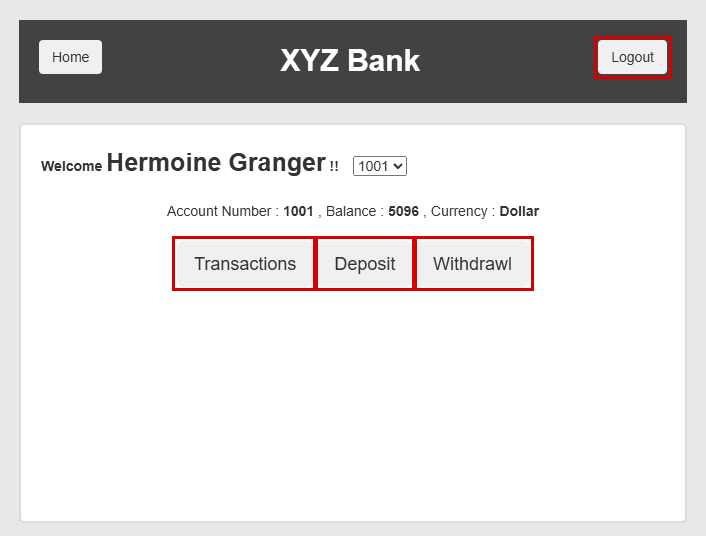 Home XYZ Bank Logout
Welcome Hermoine Granger !! 1001
Account Number : 1001 , Balance : 5096 , Currency : Dollar
Transactions Deposit Withdrawl